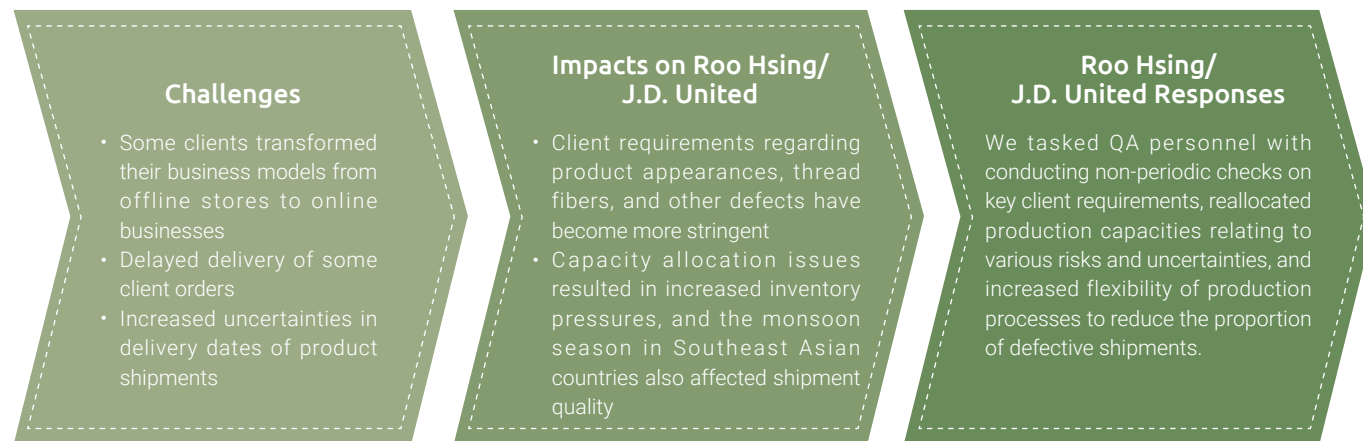 Challenges
• Some clients transformed
their business models from
offline stores to online
businesses
• Delayed delivery of some
client orders
• Increased uncertainties in
delivery dates of product
shipments
Impacts on Roo Hsing/
J.D. United
• Client requirements regarding
product appearances, thread
fibers, and other defects have
become more stringent
• Capacity allocation issues
resulted in increased inventory
pressures, and the monsoon
season in Southeast Asian
countries also affected shipment
quality
Roo Hsing/
J.D. United Responses
We tasked QA personnel with
conducting non-periodic checks on
key client requirements, reallocated
production capacities relating to
various risks and uncertainties, and
increased flexibility of production
processes to reduce the proportion
of defective shipments.